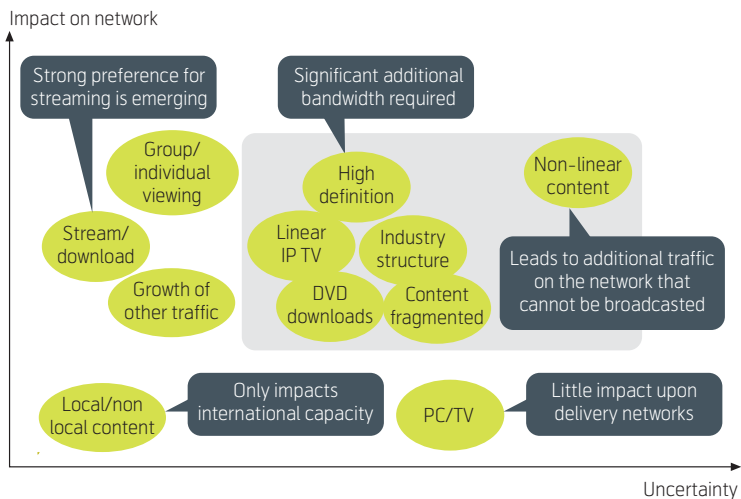 Impact on network
Strong preference for
streaming is emerging
Significant additional
bandwidth required
Group/
individual
viewing
High
definition
Non-linear
content
Stream/
download
Linear
IP TV
Industry
structure
Leads to additional traffic
on the network that
cannot be broadcasted
Growth of
other traffic
DVD
downloads
Content
fragmented
Local/non
local content
Only impacts
international capacity
PC/TV
Little impact upon
delivery networks
Uncertainty